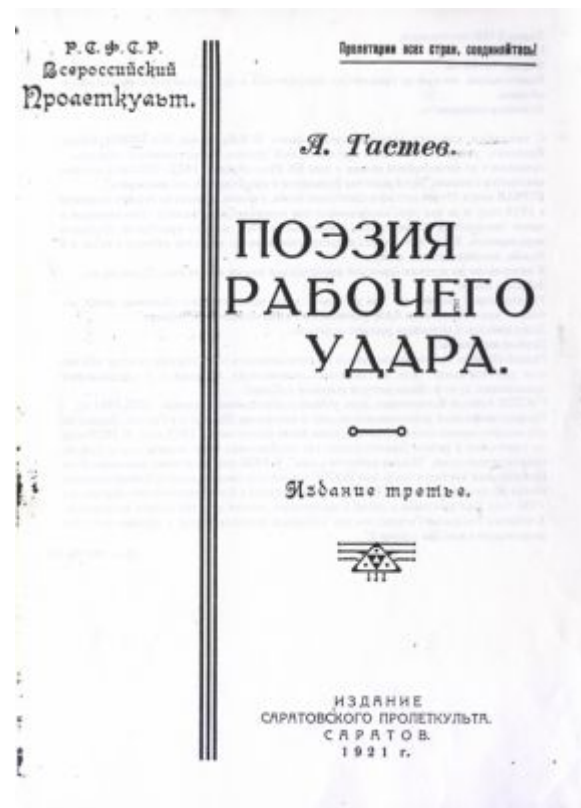 Р. С. Ф. С. Р.
Всероссийский
Пролеткульт.
Пролетарии всех стран, соединяйтесь!
А. Гастев.
ПОЭЗИЯ
РАБОЧЕГО
УДАРА.
Издание третье.
ИЗДАНИЕ
САРАТОВСКОГО ПРОЛЕТКУЛЬТА.
САРАТОВ.
1921 г.